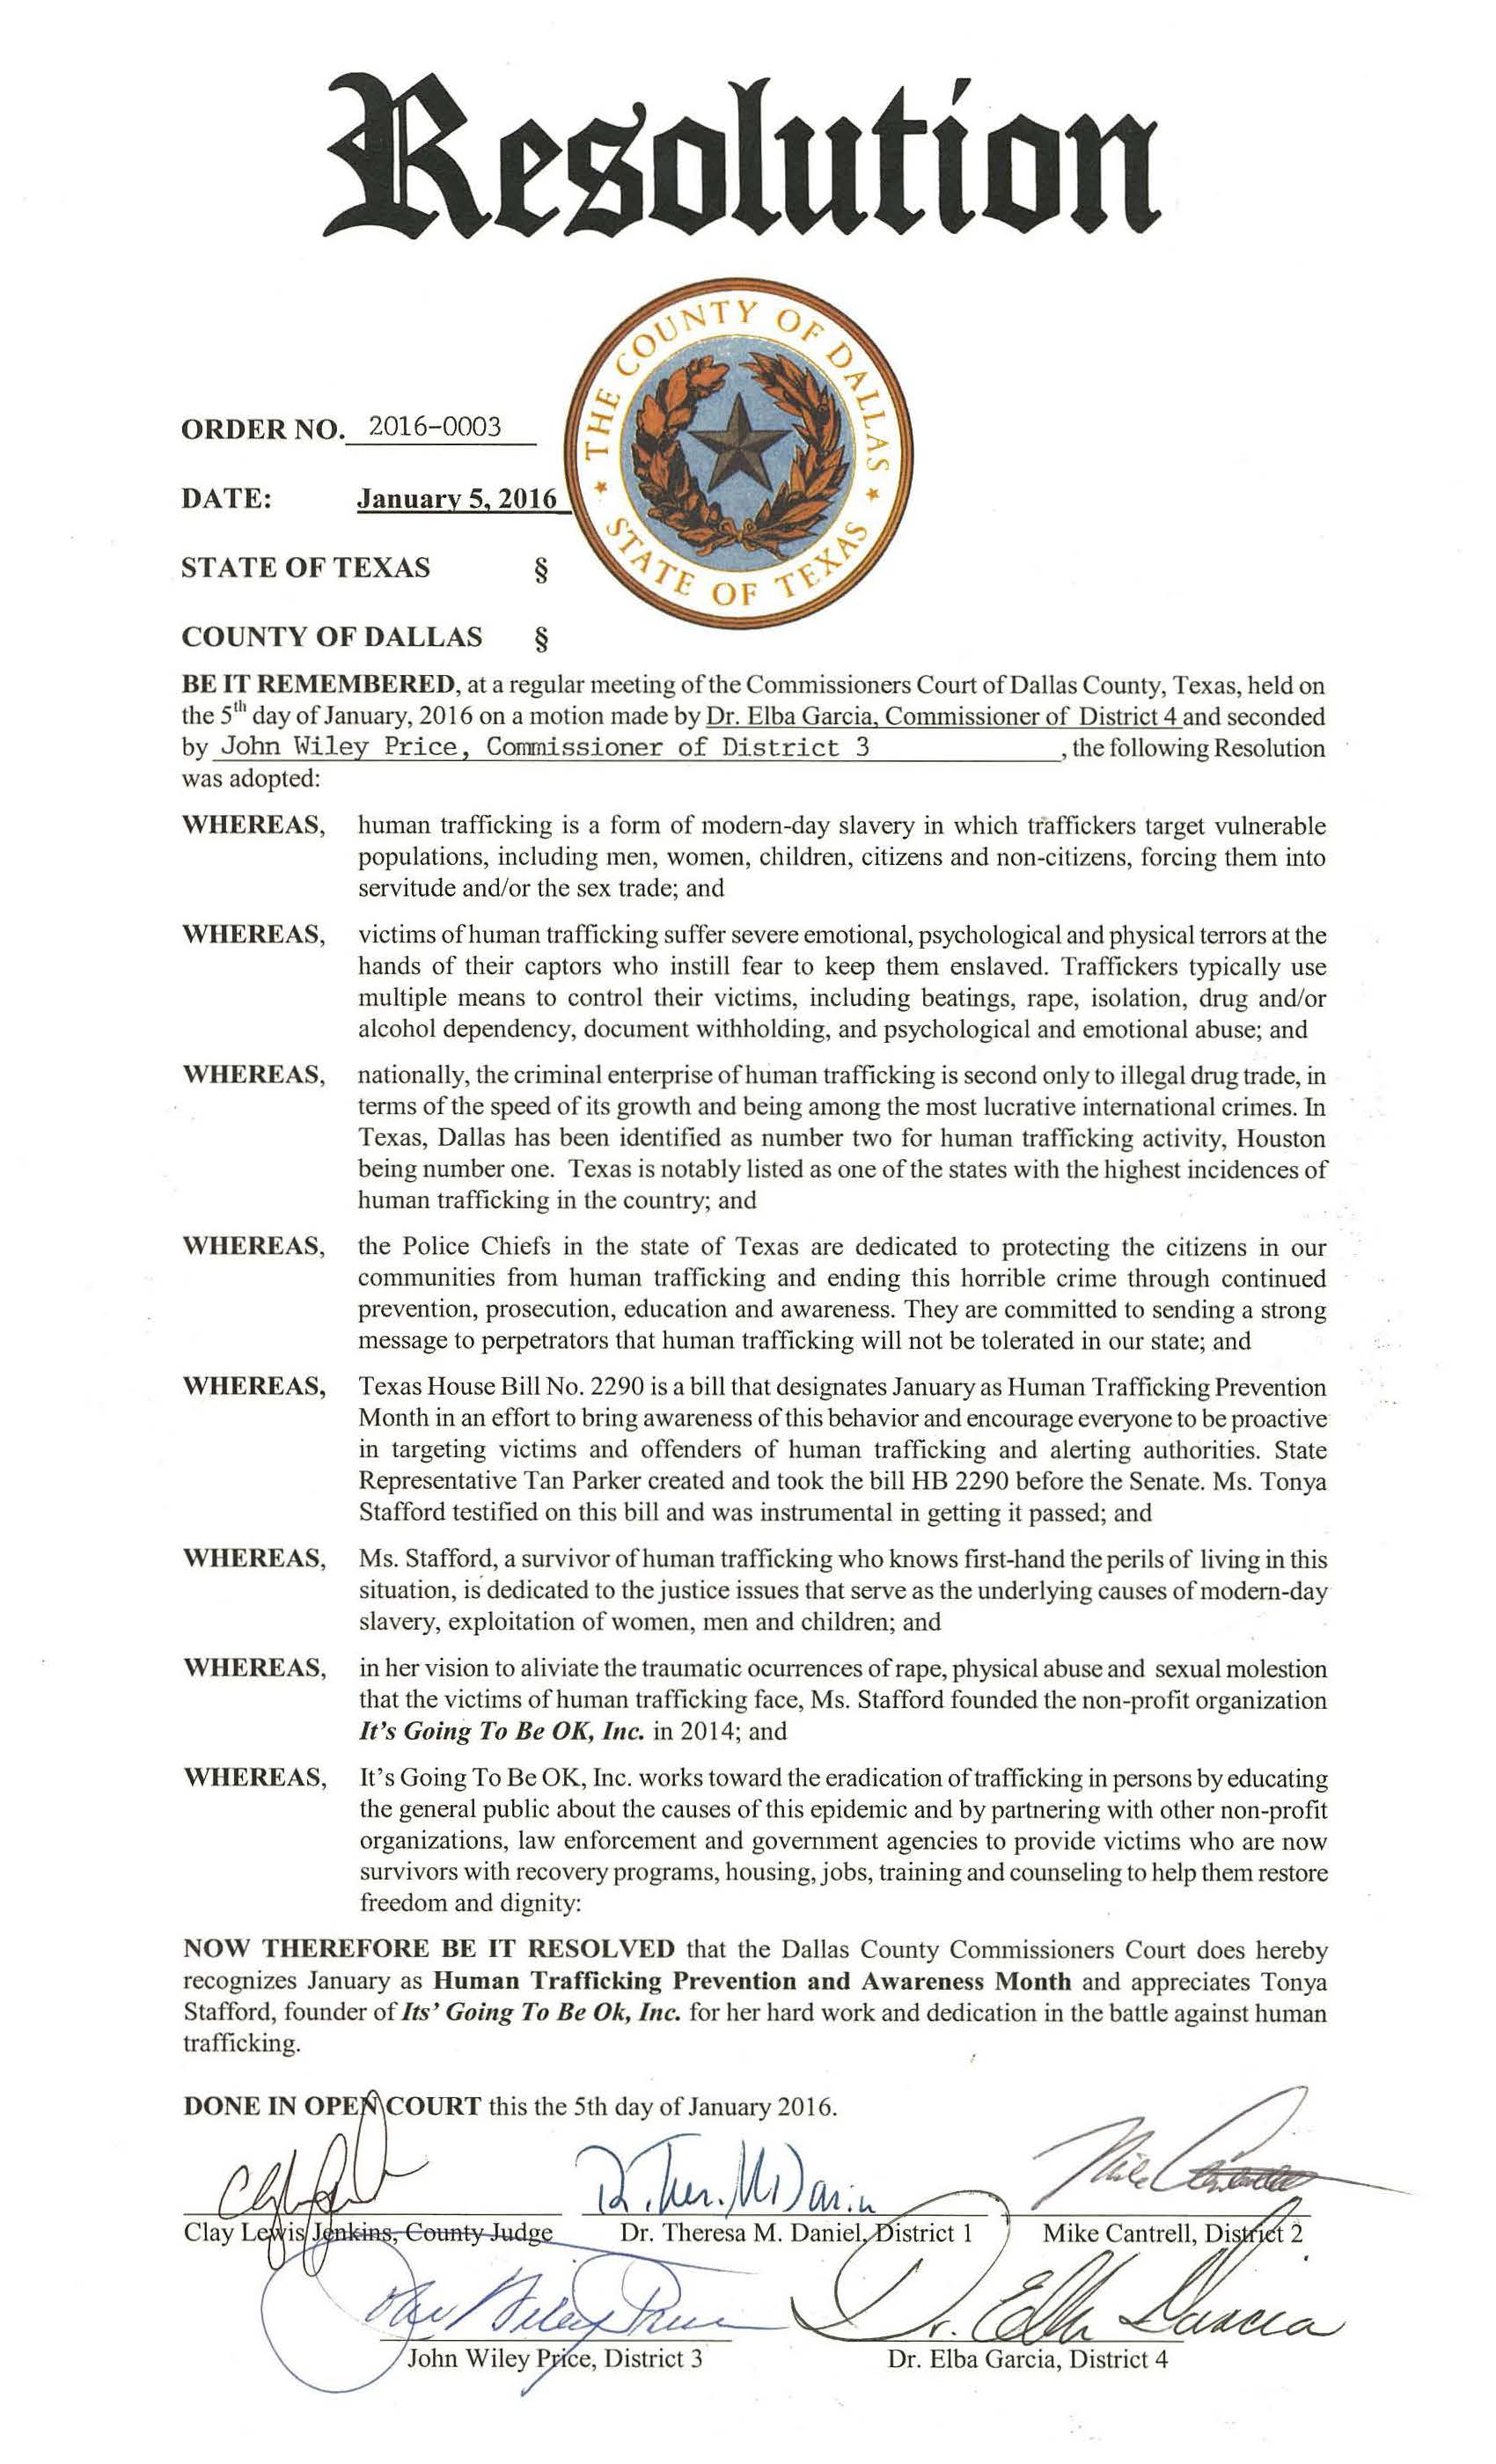 Resolution
THE COUNTY OF DALLAS
STATE OF TEXAS
ORDER NO. 2016-0003
DATE: January 5, 2016
STATE OF TEXAS §
COUNTY OF DALLAS §
BE IT REMEMBERED, at a regular meeting of the Commissioners Court of Dallas County, Texas, held on
the 5th day of January, 2016 on a motion made by Dr. Elba Garcia, Commissioner of District 4 and seconded
by John Wiley Price, Commissioner of District 3 , the following Resolution
was adopted:
WHEREAS, human trafficking is a form of modern-day slavery in which traffickers target vulnerable
populations, including men, women, children, citizens and non-citizens, forcing them into
servitude and/or the sex trade; and
WHEREAS, victims of human trafficking suffer severe emotional, psychological and physical terrors at the
hands of their captors who instill fear to keep them enslaved. Traffickers typically use
multiple means to control their victims, including beatings, rape, isolation, drug and/or
alcohol dependency, document withholding, and psychological and emotional abuse; and
WHEREAS, nationally, the criminal enterprise of human trafficking is second only to illegal drug trade, in
terms of the speed of its growth and being among the most lucrative international crimes. In
Texas, Dallas has been identified as number two for human trafficking activity, Houston
being number one. Texas is notably listed as one of the states with the highest incidences of
human trafficking in the country; and
WHEREAS, the Police Chiefs in the state of Texas are dedicated to protecting the citizens in our
communities from human trafficking and ending this horrible crime through continued
prevention, prosecution, education and awareness. They are committed to sending a strong
message to perpetrators that human trafficking will not be tolerated in our state; and
WHEREAS, Texas House Bill No. 2290 is a bill that designates January as Human Trafficking Prevention
Month in an effort to bring awareness of this behavior and encourage everyone to be proactive
in targeting victims and offenders of human trafficking and alerting authorities. State
Representative Tan Parker created and took the bill HB 2290 before the Senate. Ms. Tonya
Stafford testified on this bill and was instrumental in getting it passed; and
WHEREAS, Ms. Stafford, a survivor of human trafficking who knows first-hand the perils of living in this
situation, is dedicated to the justice issues that serve as the underlying causes of modern-day
slavery, exploitation of women, men and children; and
WHEREAS, in her vision to aliviate the traumatic ocurrences of rape, physical abuse and sexual molestion
that the victims of human trafficking face, Ms. Stafford founded the non-profit organization
It's Going To Be OK, Inc. in 2014; and
WHEREAS, It's Going To Be OK, Inc. works toward the eradication of trafficking in persons by educating
the general public about the causes of this epidemic and by partnering with other non-profit
organizations, law enforcement and government agencies to provide victims who are now
survivors with recovery programs, housing, jobs, training and counseling to help them restore
freedom and dignity:
NOW THEREFORE BE IT RESOLVED that the Dallas County Commissioners Court does hereby
recognizes January as Human Trafficking Prevention and Awareness Month and appreciates Tonya
Stafford, founder of Its' Going To Be Ok, Inc. for her hard work and dedication in the battle against human
trafficking.
DONE IN OPEN COURT this the 5th day of January 2016.
Clay Lewis Jenkins, County Judge Dr. Theresa M. Daniel, District 1 Mike Cantrell, District 2
John Wiley Price Dr. Elba Garcia
John Wiley Price, District 3 Dr. Elba Garcia, District 4